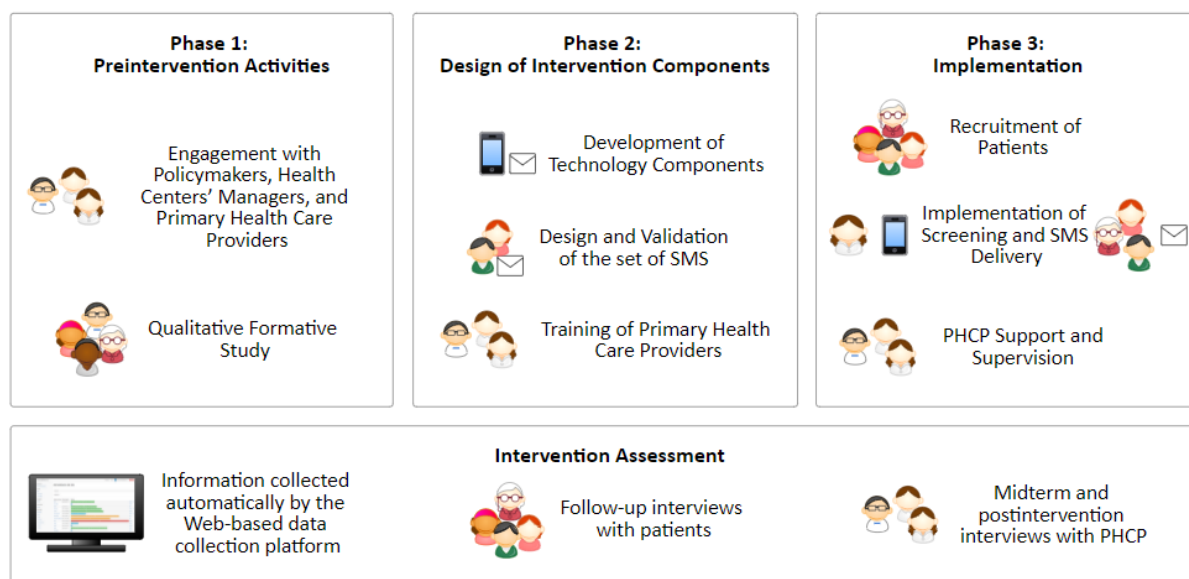 Phase 1:
Preintervention Activities
Engagement with
Policymakers, Health
Centers’ Managers, and
Primary Health Care
Providers
Qualitative Formative
Study
Phase 2:
Design of Intervention Components
Development of
Technology Components
Design and Validation
of the set of SMS
Training of Primary Health
Care Providers
Phase 3:
Implementation
Recruitment of
Patients
Implementation of
Screening and SMS
Delivery
PHCP Support and
Supervision
Intervention Assessment
Information collected
automatically by the
Web-based data
collection platform
Follow-up interviews
with patients
Midterm and
postintervention
interviews with PHCP